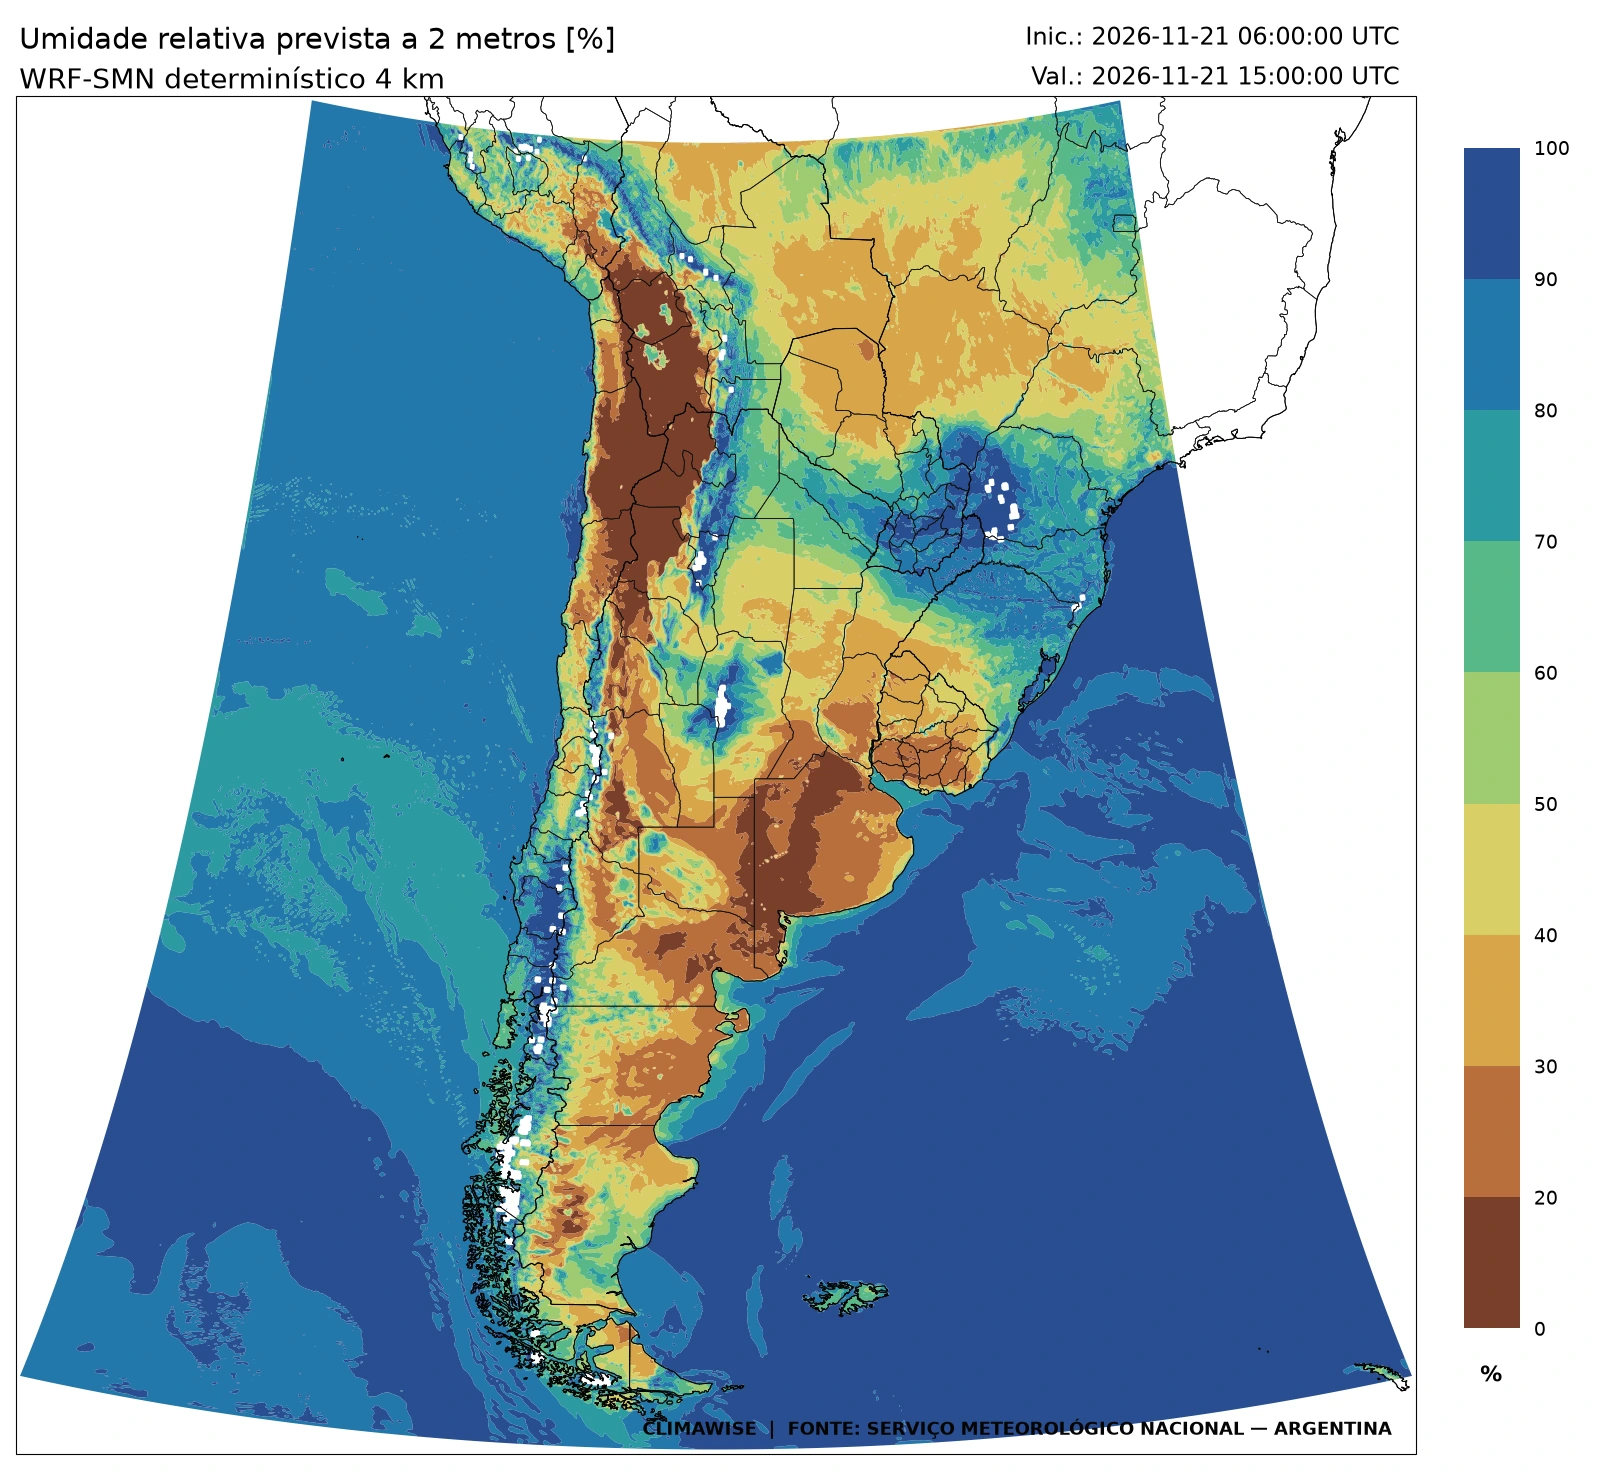 Umidade relativa prevista a 2 metros [%]
WRF-SMN determinístico 4 km
Inic.: 2026-11-21 06:00:00 UTC
Val.: 2026-11-21 15:00:00 UTC
100
90
80
70
60
50
40
30
20
0
%
CLIMAWISE | FONTE: SERVIÇO METEOROLÓGICO NACIONAL — ARGENTINA